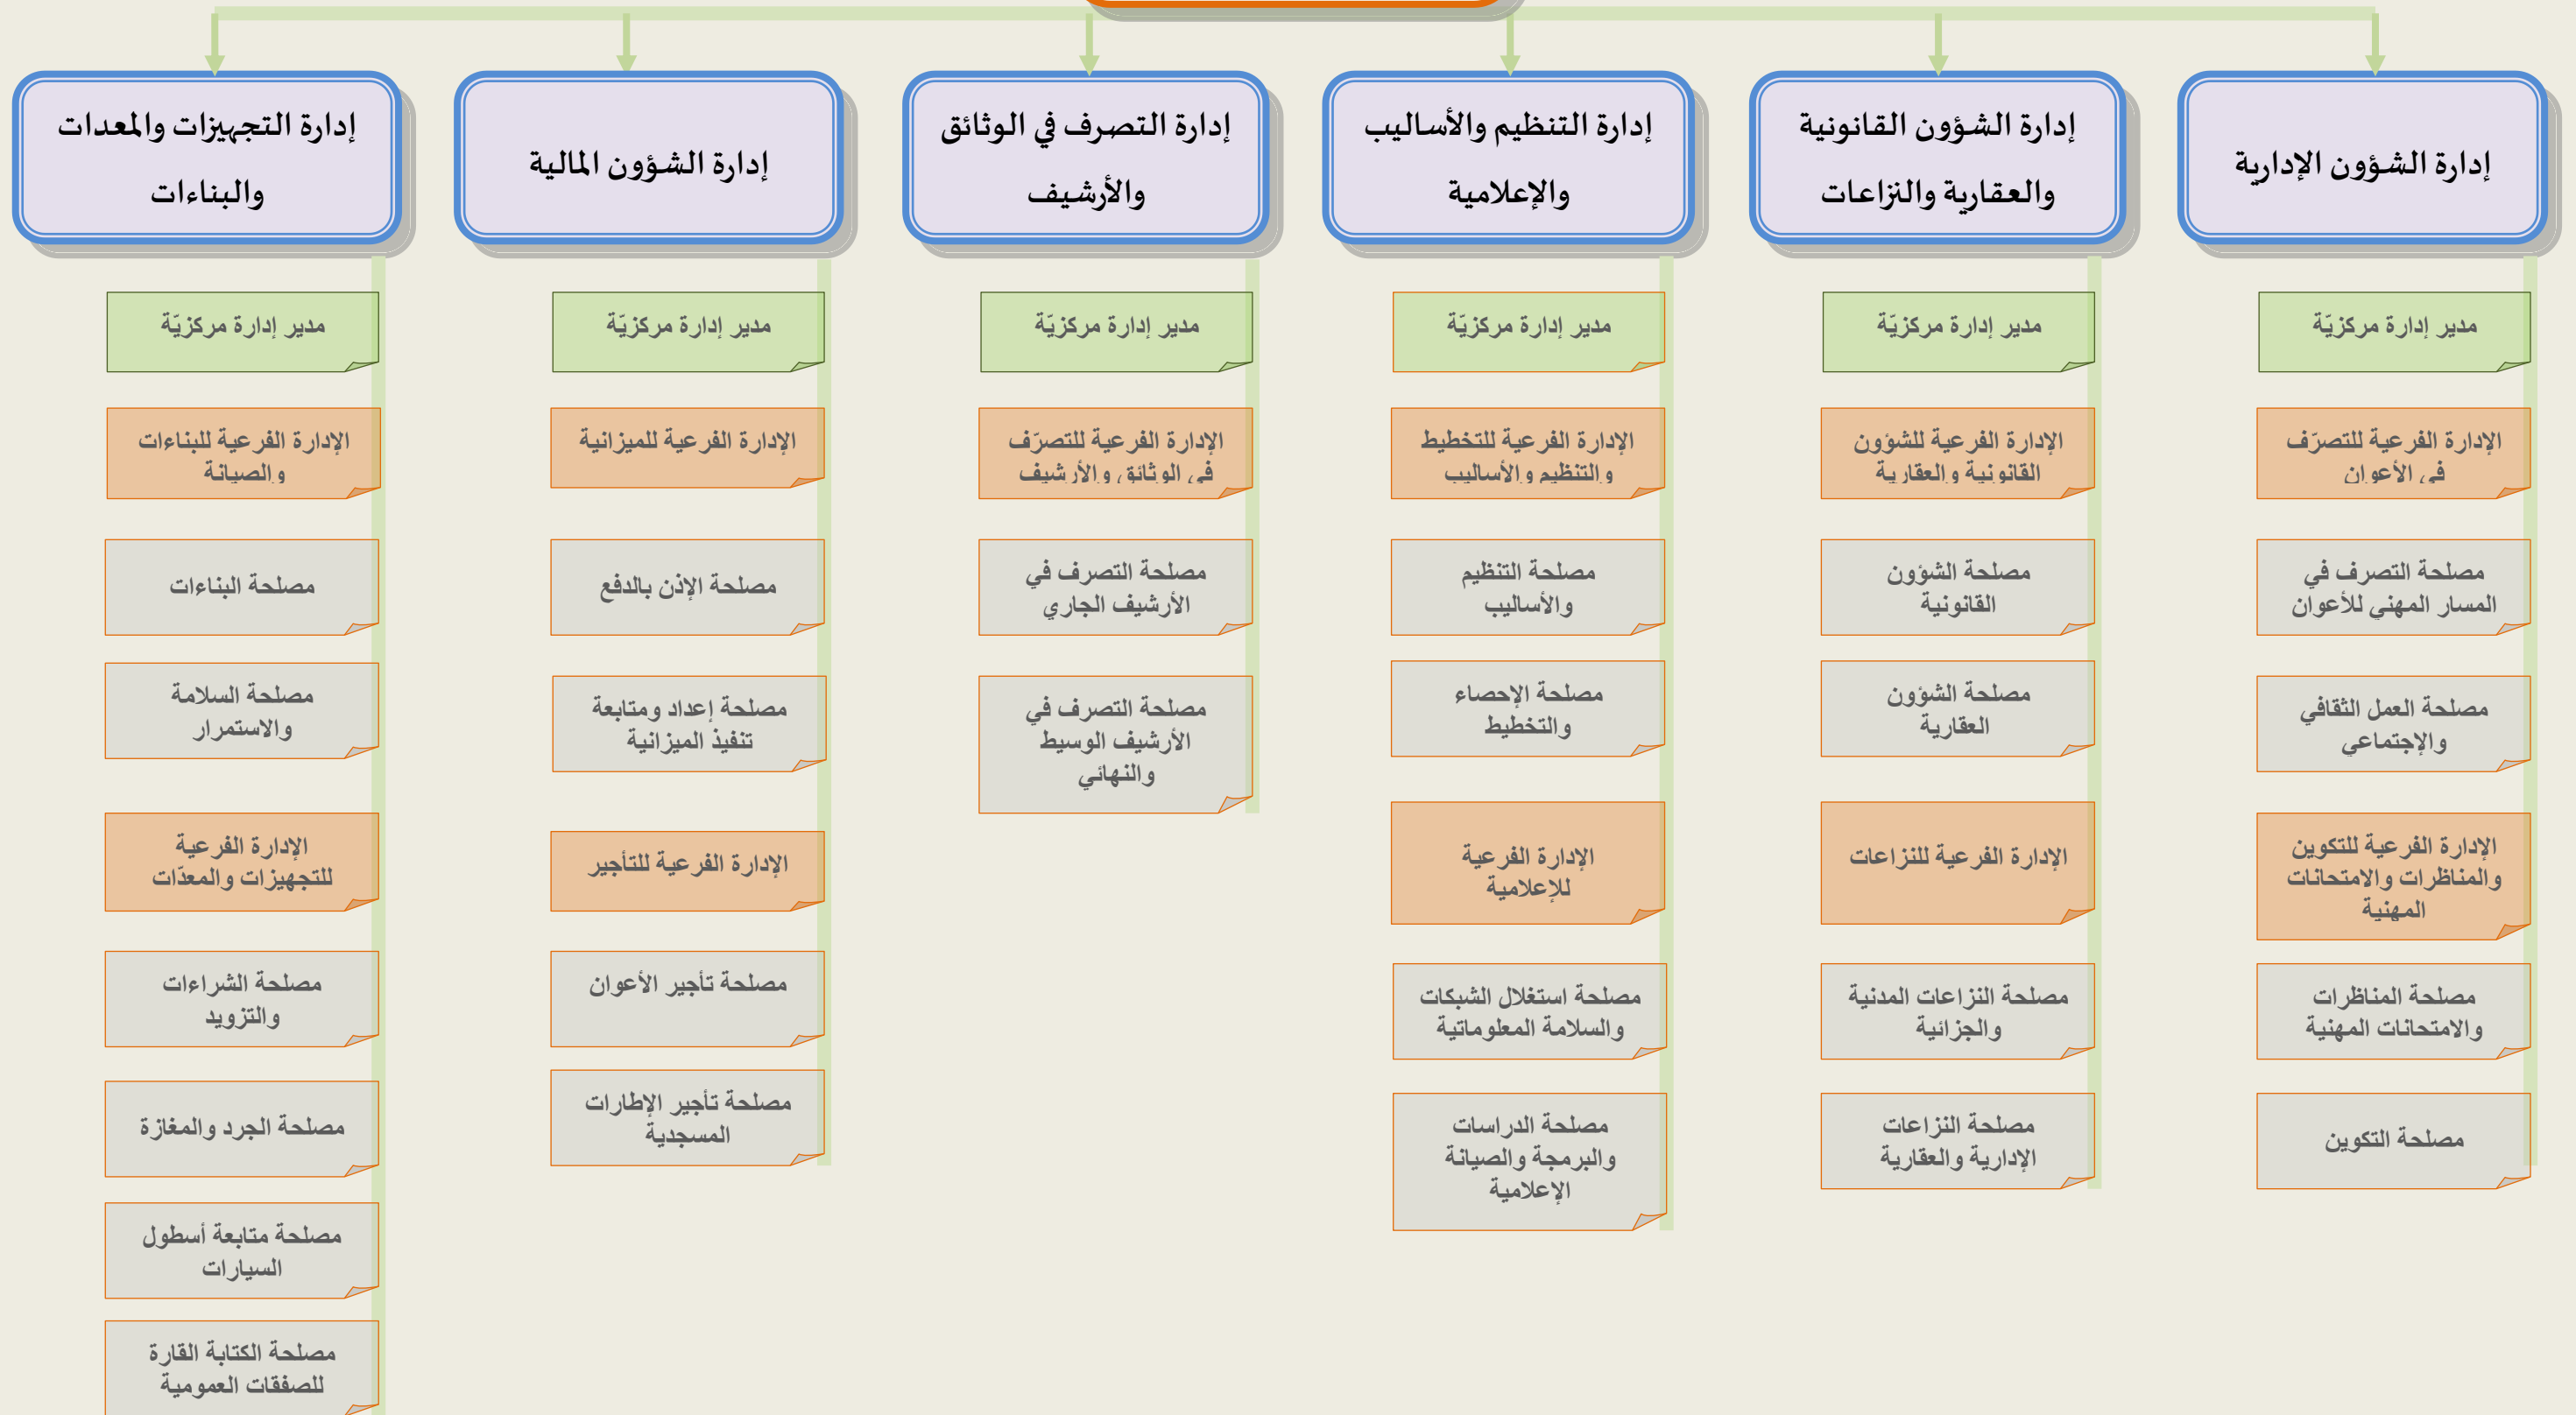 إدارة الشؤون الإدارية
مدير إدارة مركزيّة
الإدارة الفرعية للتصرّف
في الأعوان
مصلحة التصرف في
المسار المهني للأعوان
مصلحة العمل الثقافي
والإجتماعي
الإدارة الفرعية للتكوين
والمناظرات والامتحانات
المهنية
مصلحة المناظرات
والامتحانات المهنية
مصلحة التكوين
إدارة الشؤون القانونية
والعقارية والنزاعات
مدير إدارة مركزيّة
الإدارة الفرعية للشؤون
القانونية والعقارية
مصلحة الشؤون
القانونية
مصلحة الشؤون
العقارية
الإدارة الفرعية للنزاعات
مصلحة النزاعات المدنية
والجزائية
مصلحة النزاعات
الإدارية والعقارية
إدارة التنظيم والأساليب
والإعلامية
مدير إدارة مركزيّة
الإدارة الفرعية للتخطيط
والتنظيم والأساليب
مصلحة التنظيم
والأساليب
مصلحة الإحصاء
والتخطيط
الإدارة الفرعية
للإعلامية
مصلحة استغلال الشبكات
والسلامة المعلوماتية
مصلحة الدراسات
والبرمجة والصيانة
الإعلامية
إدارة التصرف في الوثائق
والأرشيف
مدير إدارة مركزيّة
الإدارة الفرعية للتصرّف
في الوثائق والأرشيف
مصلحة التصرف في
الأرشيف الجاري
مصلحة التصرف في
الأرشيف الوسيط
والنهائي
إدارة الشؤون المالية
مدير إدارة مركزيّة
الإدارة الفرعية للميزانية
مصلحة الإذن بالدفع
مصلحة إعداد ومتابعة
تنفيذ الميزانية
الإدارة الفرعية للتأجير
مصلحة تأجير الأعوان
مصلحة تأجير الإطارات
المسجدية
إدارة التجهيزات والمعدات
والبناءات
مدير إدارة مركزيّة
الإدارة الفرعية للبناءات
والصيانة
مصلحة البناءات
مصلحة السلامة
والاستمرار
الإدارة الفرعية
للتجهيزات والمعدّات
مصلحة الشراءات
والتزويد
مصلحة الجرد والمغازة
مصلحة متابعة أسطول
السيارات
مصلحة الكتابة القارة
للصفقات العمومية